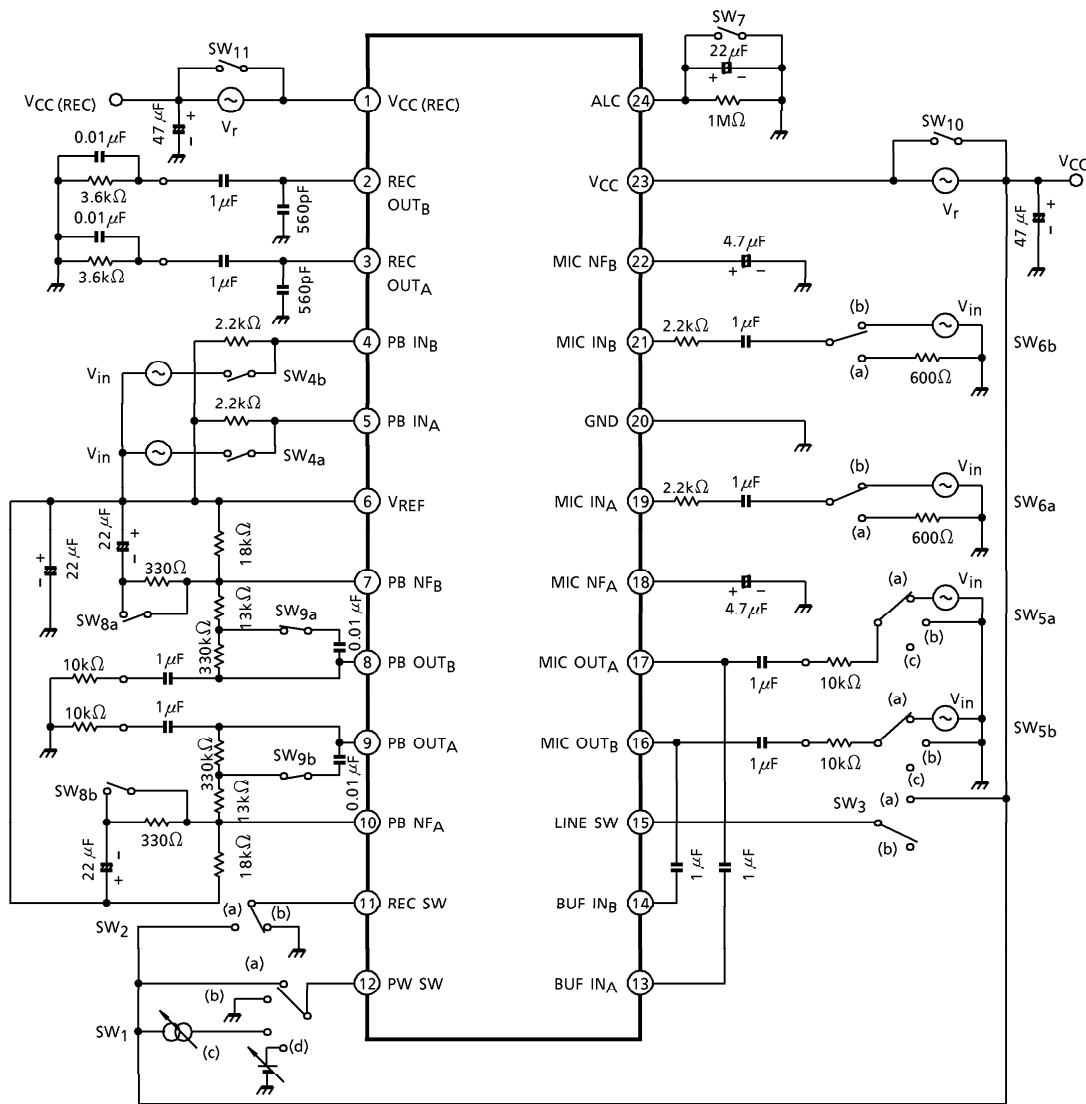 SW7
22 μF
+ −
1MΩ
SW11
VCC (REC)
Vr
47 μF
+
-
1
VCC (REC)
ALC
24
SW10
VCC
Vr
47 μF
+
-
0.01 μF
3.6kΩ
1 μF
560pF
2
REC
OUTB
VCC
23
0.01 μF
3.6kΩ
1 μF
560pF
3
REC
OUTA
MIC NFB
22
4.7 μF
+ −
2.2kΩ
4
PB INB
Vin
SW4b
MIC INB
21
2.2kΩ
1 μF
(b)
Vin
(a)
600Ω
SW6b
2.2kΩ
5
PB INA
Vin
SW4a
GND
20
6
VREF
22 μF
+
-
22 μF
+
-
18kΩ
MIC INA
19
2.2kΩ
1 μF
(b)
Vin
(a)
600Ω
SW6a
330Ω
7
PB NFB
SW8a
13kΩ
SW9a
0.01 μF
330kΩ
MIC NFA
18
+ −
4.7 μF
(a)
Vin
(b)
(c)
SW5a
8
PB OUTB
10kΩ
1 μF
MIC OUTA
17
1 μF
10kΩ
10kΩ
1 μF
9
PB OUTA
330kΩ
SW9b
0.01 μF
13kΩ
MIC OUTB
16
1 μF
10kΩ
(a)
Vin
(b)
(c)
SW5b
SW8b
330Ω
10
PB NFA
22 μF
-
+
18kΩ
LINE SW
15
SW3
(a)
(b)
1 μF
1 μF
11
REC SW
SW2
(a)
(b)
BUF INB
14
12
PW SW
(a)
(b)
SW1
(c)
(d)
BUF INA
13